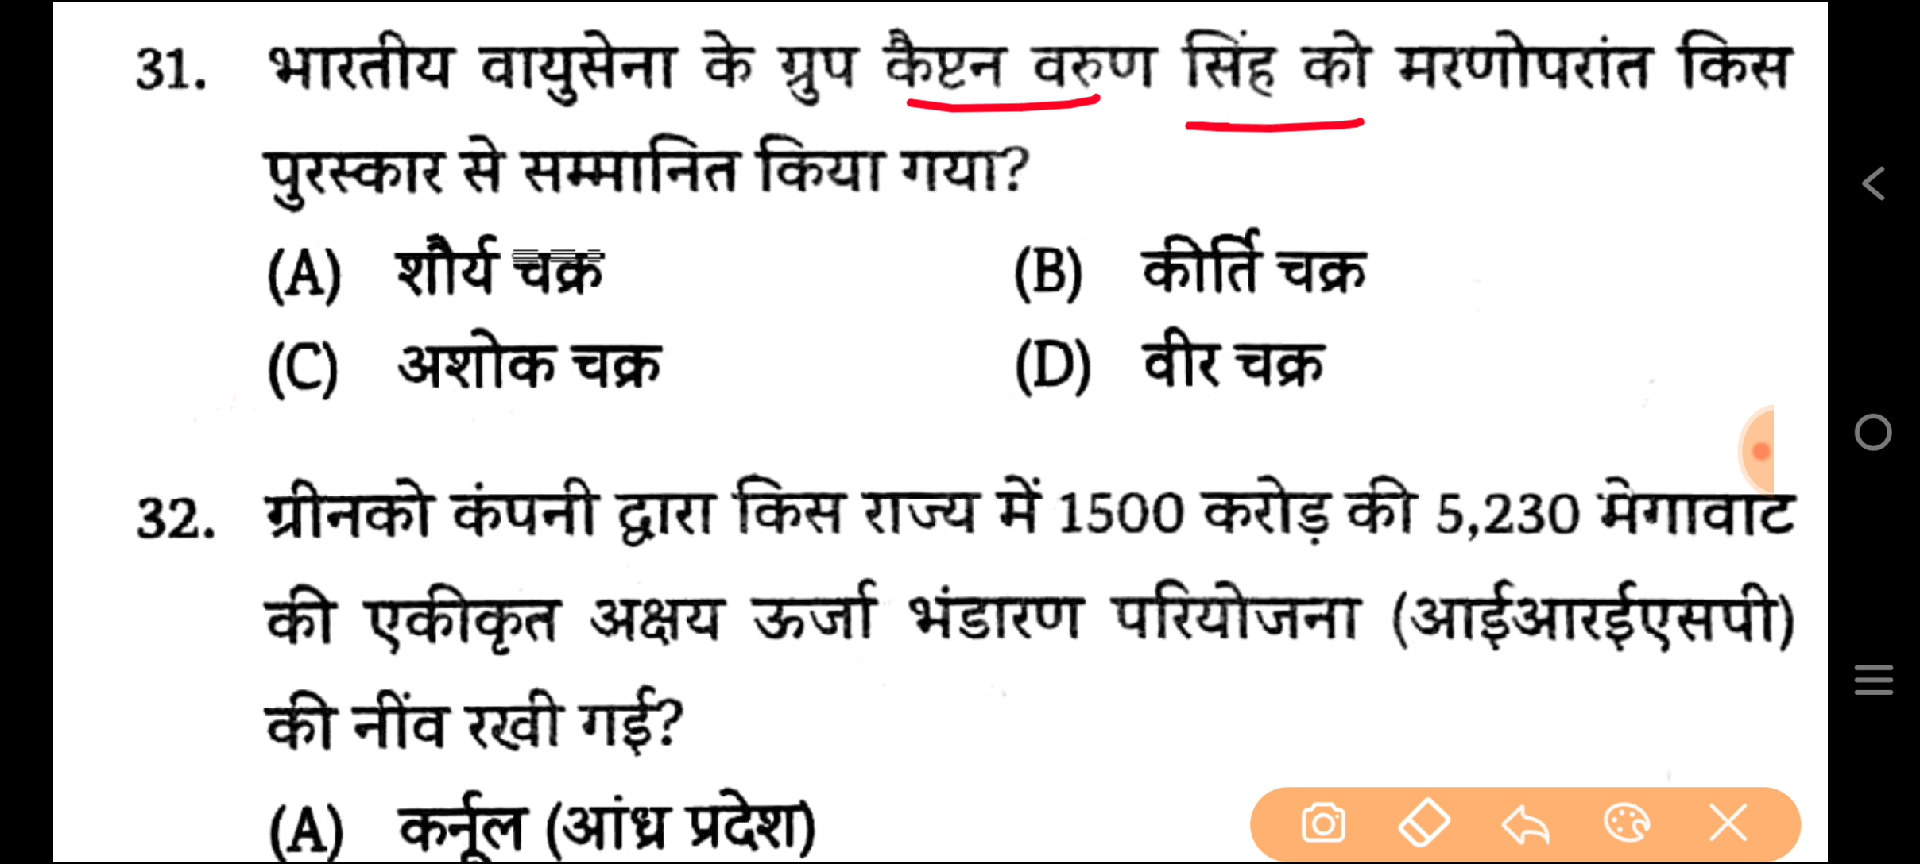 31. भारतीय वायुसेना के ग्रुप कैप्टन वरुण सिंह को मरणोपरांत किस
पुरस्कार से सम्मानित किया गया?
(A) शौर्य चक्र (B) कीर्ति चक्र
(C) अशोक चक्र (D) वीर चक्र
32. ग्रीनको कंपनी द्वारा किस राज्य में 1500 करोड़ की 5,230 मेगावाट
की एकीकृत अक्षय ऊर्जा भंडारण परियोजना (आईआरईएसपी)
की नींव रखी गई?
(A) कर्नूल (आंध्र प्रदेश)